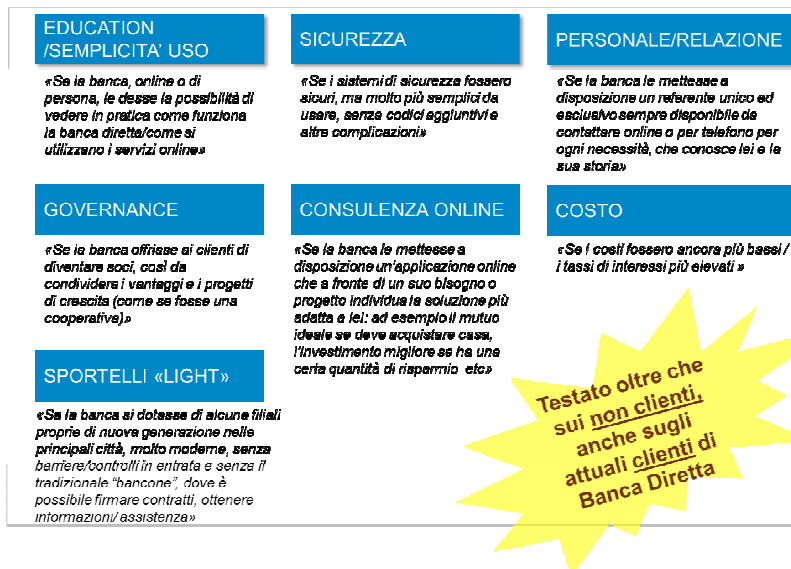 EDUCATION
/SEMPLICITA' USO
«Se la banca, online o di
persona, le desse la possibilità di
vedere in pratica come funziona
la banca diretta/come si
utilizzano i servizi online»
SICUREZZA
«Se i sistemi di sicurezza fossero
sicuri, ma molto più semplici da
usare, senza codici aggiuntivi e
altre complicazioni»
PERSONALE/RELAZIONE
«Se la banca le mettesse a
disposizione un referente unico ed
esclusivo sempre disponibile da
contattare online o per telefono per
ogni necessità, che conosce lei e la
sua storia»
GOVERNANCE
«Se la banca offrisse ai clienti di
diventare soci, così da
condividere i vantaggi e i progetti
di crescita (come se fosse una
cooperativa)»
CONSULENZA ONLINE
«Se la banca le mettesse a
disposizione un'applicazione online
che a fronte di un suo bisogno o
progetto individua la soluzione più
adatta a lei: ad esempio il mutuo
ideale se deve acquistare casa,
l'investimento migliore se ha una
certa quantità di risparmio etc»
COSTO
«Se i costi fossero ancora più bassi /
i tassi di interessi più elevati »
SPORTELLI «LIGHT»
«Se la banca si dotasse di alcune filiali
proprie di nuova generazione nelle
principali città, molto moderne, senza
barriere/controlli in entrata e senza il
tradizionale "bancone", dove è
possibile firmare contratti, ottenere
informazioni/ assistenza»
Testato oltre che
sui non clienti,
anche sugli
attuali clienti di
Banca Diretta